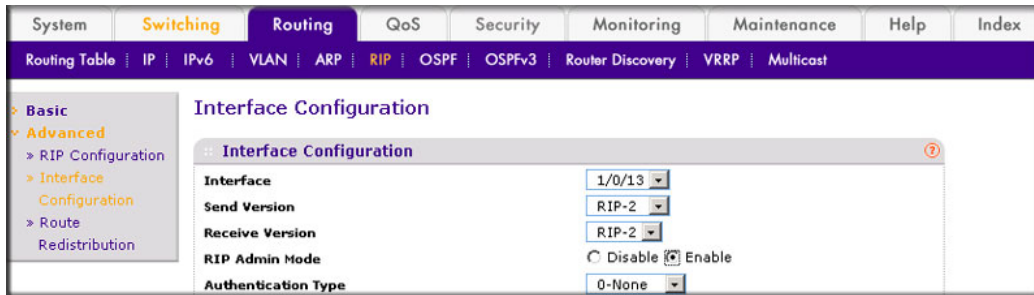 System Switching Routing QoS Security Monitoring Maintenance Help Index
Routing Table IP IPv6 VLAN ARP RIP OSPF OSPFv3 Router Discovery VRRP Multicast
Basic
Advanced
» RIP Configuration
» Interface
Configuration
» Route
Redistribution
Interface Configuration
Interface Configuration ?
Interface 1/0/13
Send Version RIP-2
Receive Version RIP-2
RIP Admin Mode Disable Enable
Authentication Type 0-None